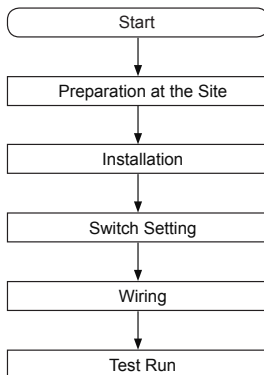 Start
Preparation at the Site
Installation
Switch Setting
Wiring
Test Run